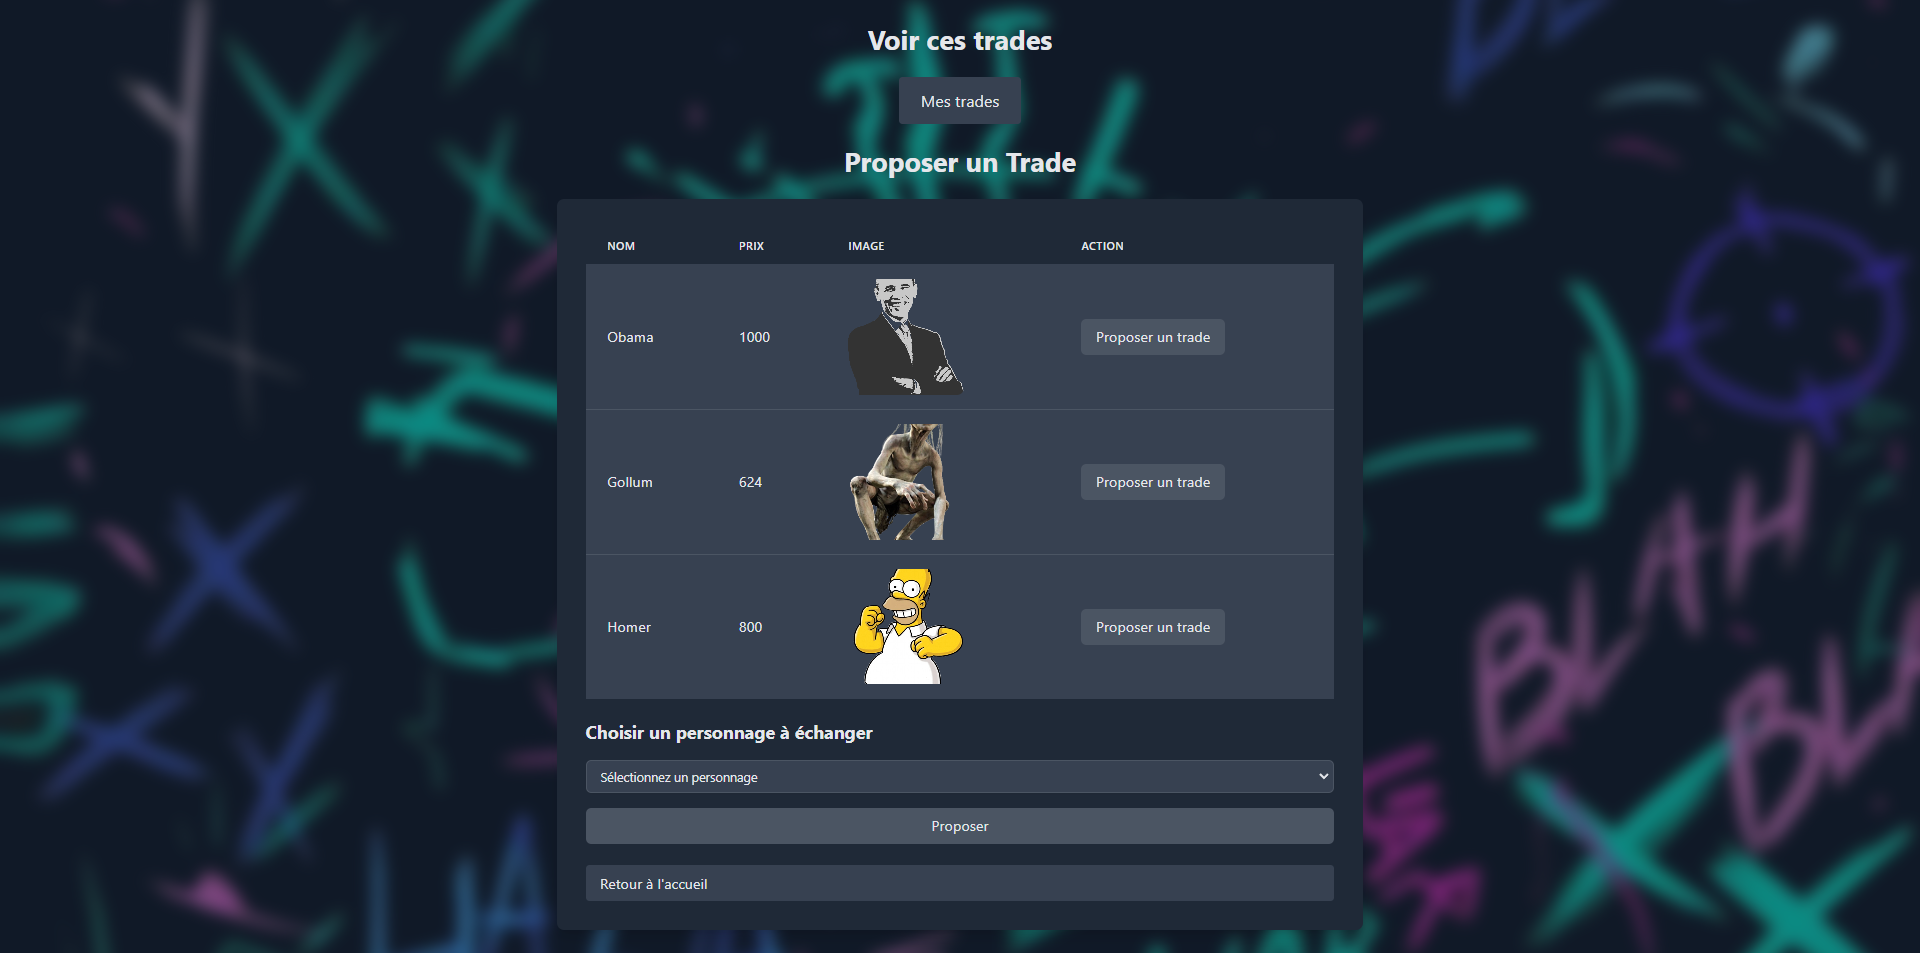 Voir ces trades
Mes trades
Proposer un Trade
NOM PRIX IMAGE ACTION
Obama 1000 Proposer un trade
Gollum 624 Proposer un trade
Homer 800 Proposer un trade
Choisir un personnage à échanger
Sélectionnez un personnage
Proposer
Retour à l'accueil
BLAH